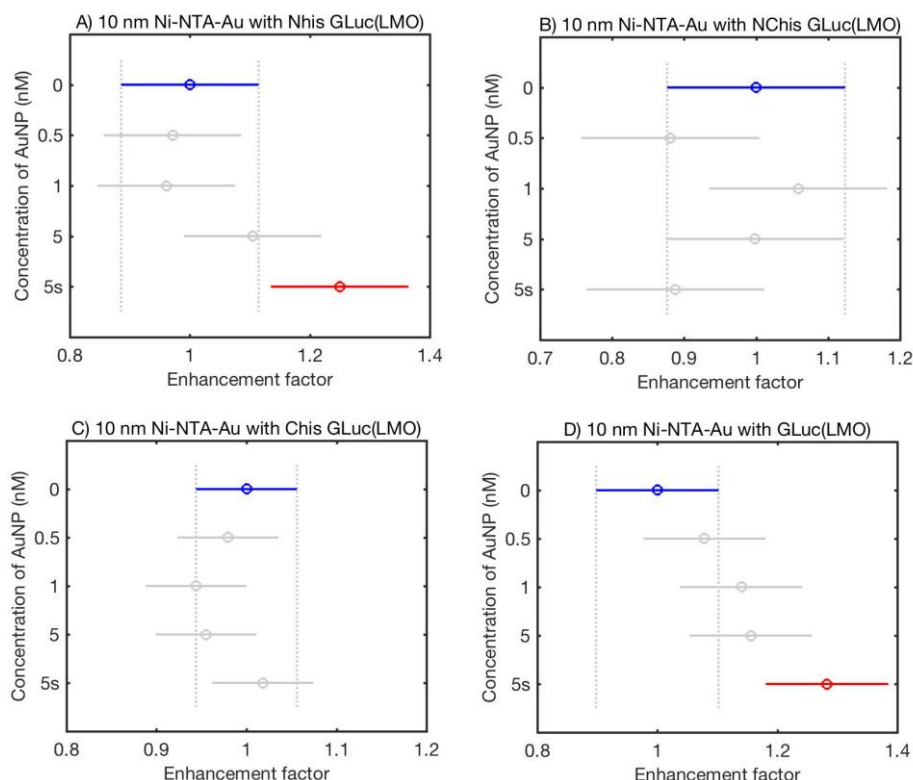 A) 10 nm Ni-NTA-Au with Nhis GLuc(LMO)
Concentration of AuNP (nM)
0
0.5
1
5
5s
0.8
1
1.2
1.4
Enhancement factor
B) 10 nm Ni-NTA-Au with NChis GLuc(LMO)
Concentration of AuNP (nM)
0
0.5
1
5
5s
0.7
0.8
0.9
1
1.1
1.2
Enhancement factor
C) 10 nm Ni-NTA-Au with Chis GLuc(LMO)
Concentration of AuNP (nM)
0
0.5
1
5
5s
0.8
0.9
1
1.1
1.2
Enhancement factor
D) 10 nm Ni-NTA-Au with GLuc(LMO)
Concentration of AuNP (nM)
0
0.5
1
5
5s
0.8
1
1.2
1.4
Enhancement factor